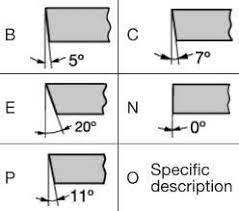 B 5° C 7°
E 20° N 0°
P 11° O Specific
description